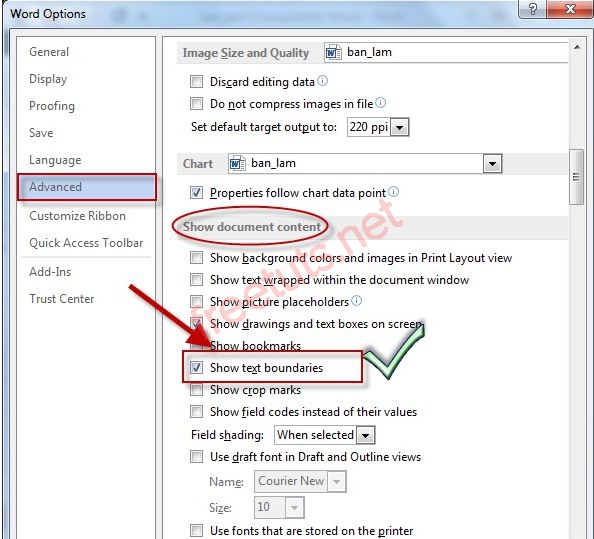 Word Options
General
Display
Proofing
Save
Language
Advanced
Customize Ribbon
Quick Access Toolbar
Add-Ins
Trust Center
Image Size and Quality ban_lam
Discard editing data
Do not compress images in file
Set default target output to: 220 ppi
Chart ban_lam
Properties follow chart data point
Show document content
Show background colors and images in Print Layout view
Show text wrapped within the document window
Show picture placeholders
Show drawings and text boxes on screen
Show bookmarks
Show text boundaries
Show crop marks
Show field codes instead of their values
Field shading: When selected
Use draft font in Draft and Outline views
Name: Courier New
Size: 10
Use fonts that are stored on the printer
freetuts.net